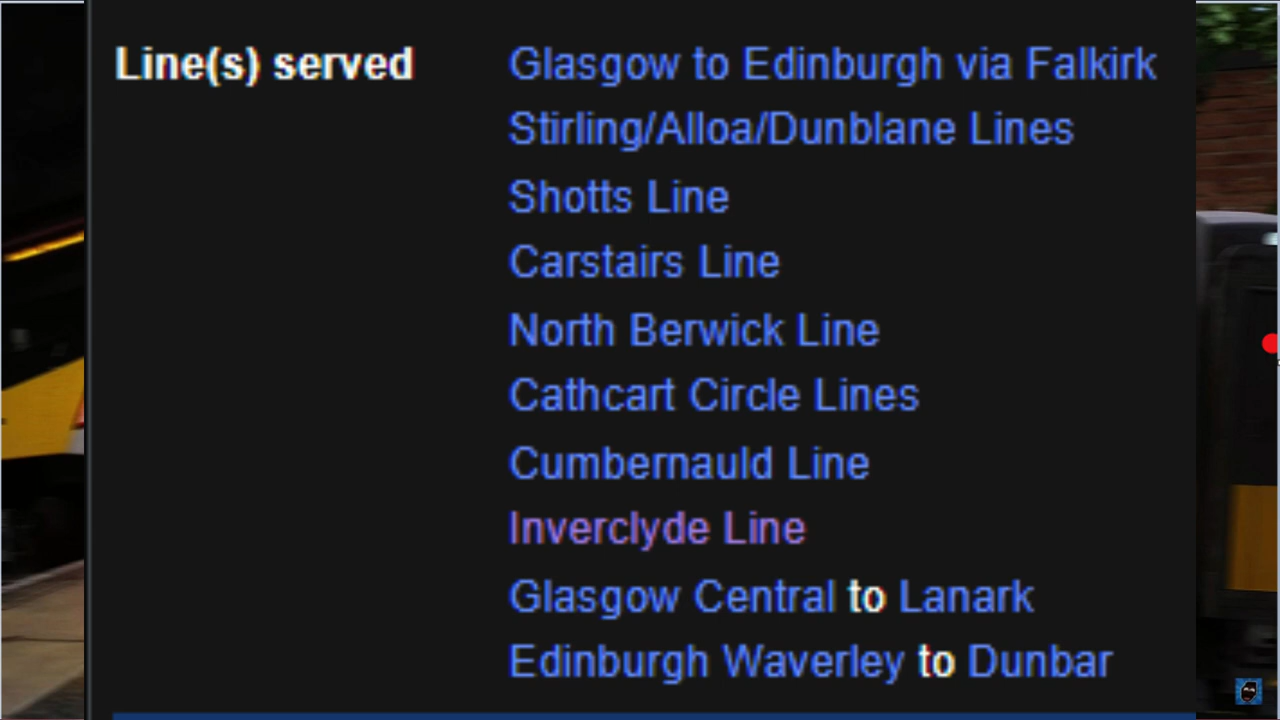 Line(s) served Glasgow to Edinburgh via Falkirk
Stirling/Alloa/Dunblane Lines
Shotts Line
Carstairs Line
North Berwick Line
Cathcart Circle Lines
Cumbernauld Line
Inverclyde Line
Glasgow Central to Lanark
Edinburgh Waverley to Dunbar